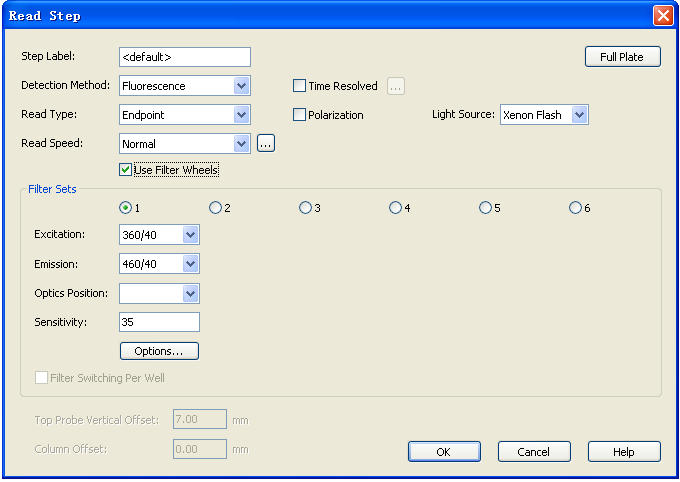 Read Step
Step Label: <default> Full Plate
Detection Method: Fluorescence Time Resolved ...
Read Type: Endpoint Polarization Light Source: Xenon Flash
Read Speed: Normal ...
Use Filter Wheels
Filter Sets
1 2 3 4 5 6
Excitation: 360/40
Emission: 460/40
Optics Position:
Sensitivity: 35
Options...
Filter Switching Per Well
Top Probe Vertical Offset: 7.00 mm
Column Offset: 0.00 mm
OK Cancel Help